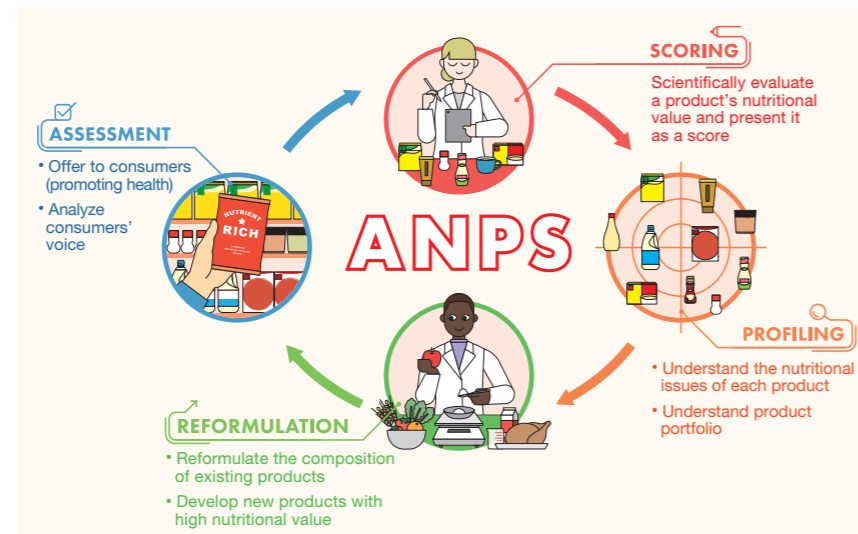 SCORING
Scientifically evaluate
a product's nutritional
value and present it
as a score
ASSESSMENT
• Offer to consumers
(promoting health)
• Analyze
consumers'
voice
NUTRIENT
RICH
ANPS
PROFILING
• Understand the nutritional
issues of each product
• Understand product
portfolio
REFORMULATION
• Reformulate the composition
of existing products
• Develop new products with
high nutritional value